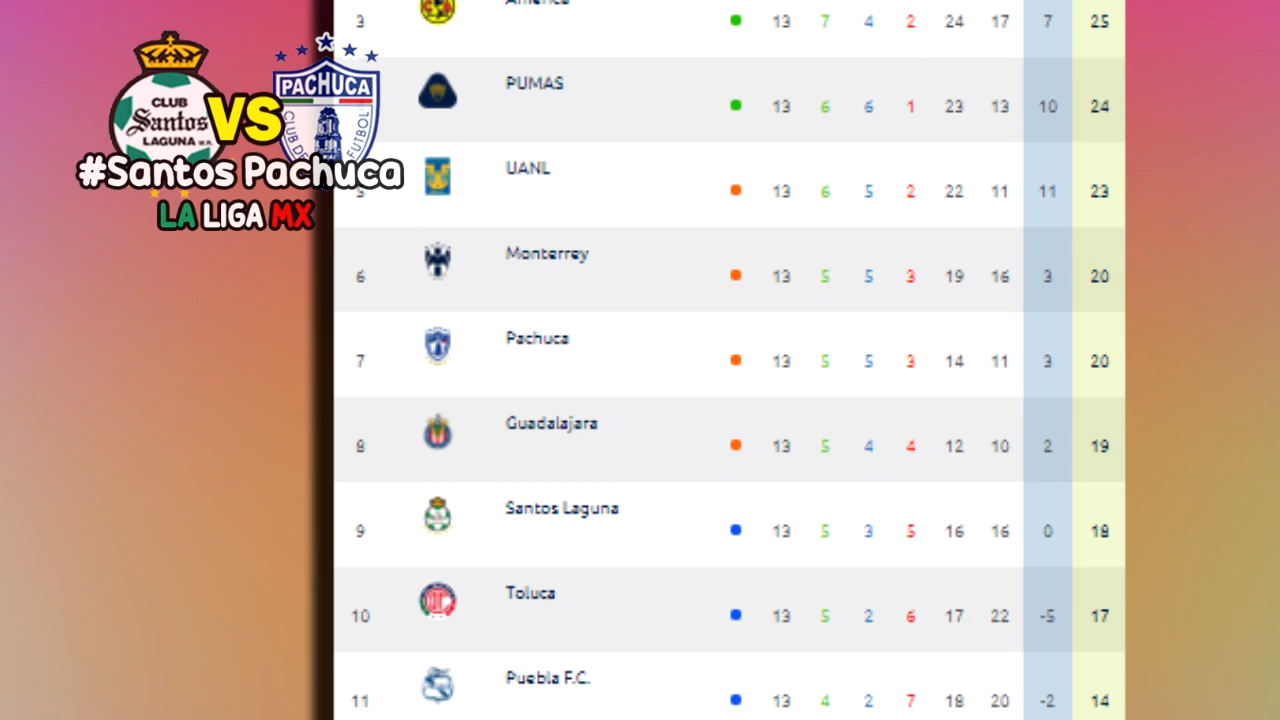 América
3 13 7 4 2 24 17 7 25
PUMAS
13 6 6 1 23 13 10 24
UANL
5 13 6 5 2 22 11 11 23
Monterrey
6 13 5 5 3 19 16 3 20
Pachuca
7 13 5 5 3 14 11 3 20
Guadalajara
8 13 5 4 4 12 10 2 19
Santos Laguna
9 13 5 3 5 16 16 0 18
Toluca
10 13 5 2 6 17 22 -5 17
Puebla F.C.
11 13 4 2 7 18 20 -2 14
CLUB
Santos
LAGUNA
VS
PACHUCA
CLUB DE FUTBOL
#Santos Pachuca
LA LIGA MX